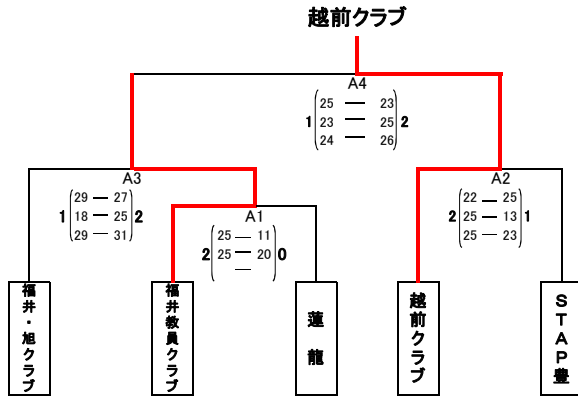 越前クラブ
A4
25 — 23
1 23 — 25 2
24 — 26
A3
29 — 27
1 18 — 25 2
29 — 31
A1
25 — 11
2 25 — 20 0
—
A2
22 — 25
2 25 — 13 1
25 — 23
福井・旭クラブ
福井教員クラブ
蓮龍
越前クラブ
STAP豊